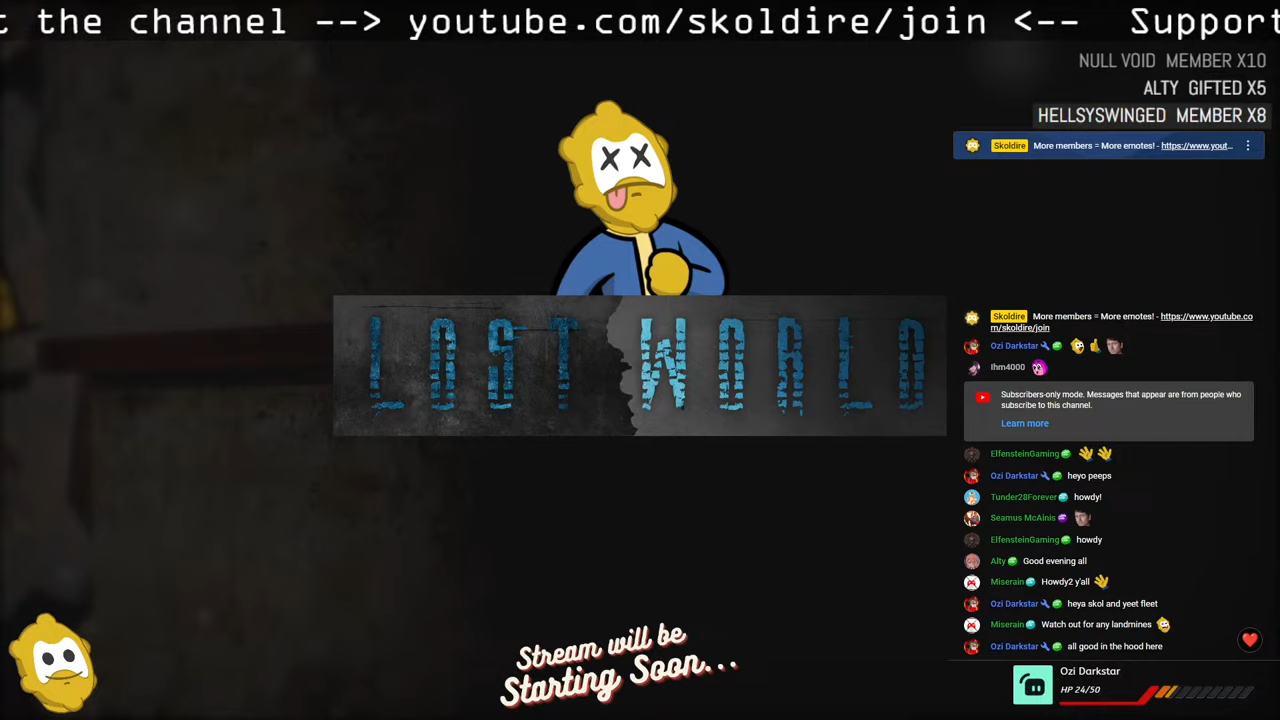 t the channel --> youtube.com/skoldire/join <-- Support
NULL VOID MEMBER X10
ALTY GIFTED X5
HELLSYSWINGED MEMBER X8
Skoldire More members = More emotes! - https://www.yout...
LOST WORLD
Skoldire More members = More emotes! - https://www.youtube.co
m/skoldire/join
Ozi Darkstar
Ihm4000
Subscribers-only mode. Messages that appear are from people who
subscribe to this channel.
Learn more
ElfensteinGaming
Ozi Darkstar heyo peeps
Tunder28Forever howdy!
Seamus McAinis
ElfensteinGaming howdy
Alty Good evening all
Miserain Howdy2 y'all
Ozi Darkstar heya skol and yeet fleet
Miserain Watch out for any landmines
Ozi Darkstar all good in the hood here
Stream will be
Starting Soon...
Ozi Darkstar
HP 24/50